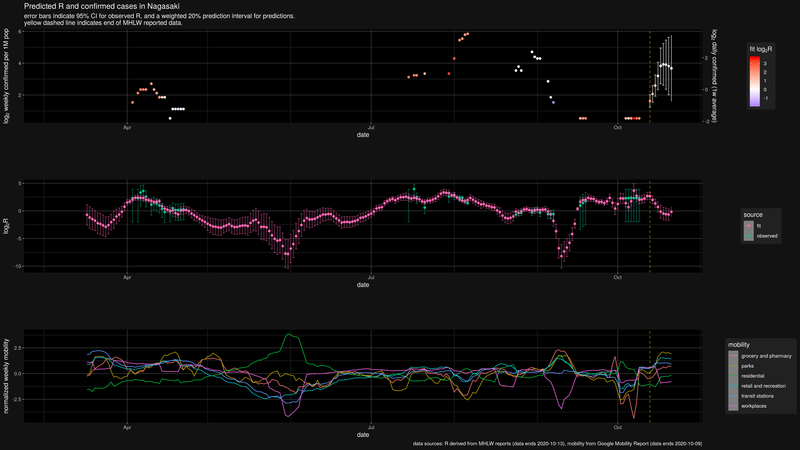 Predicted R and confirmed cases in Nagasaki
error bars indicate 95% CI for observed R, and a weighted 20% prediction interval for predictions.
yellow dashed line indicates end of MHLW reported data.
log₂ weekly confirmed per 1M pop
6
4
2
log₂ daily confirmed (1w average)
2
0
-2
Apr
Jul
Oct
date
fit log₂R
3
2
1
0
-1
log₂R
5
0
-5
-10
Apr
Jul
Oct
date
source
fit
observed
normalised weekly mobility
2.5
0.0
-2.5
Apr
Jul
Oct
date
mobility
grocery and pharmacy
parks
residential
retail and recreation
transit stations
workplaces
data sources: R derived from MHLW reports (data ends 2020-10-13), mobility from Google Mobility Report (data ends 2020-10-09)